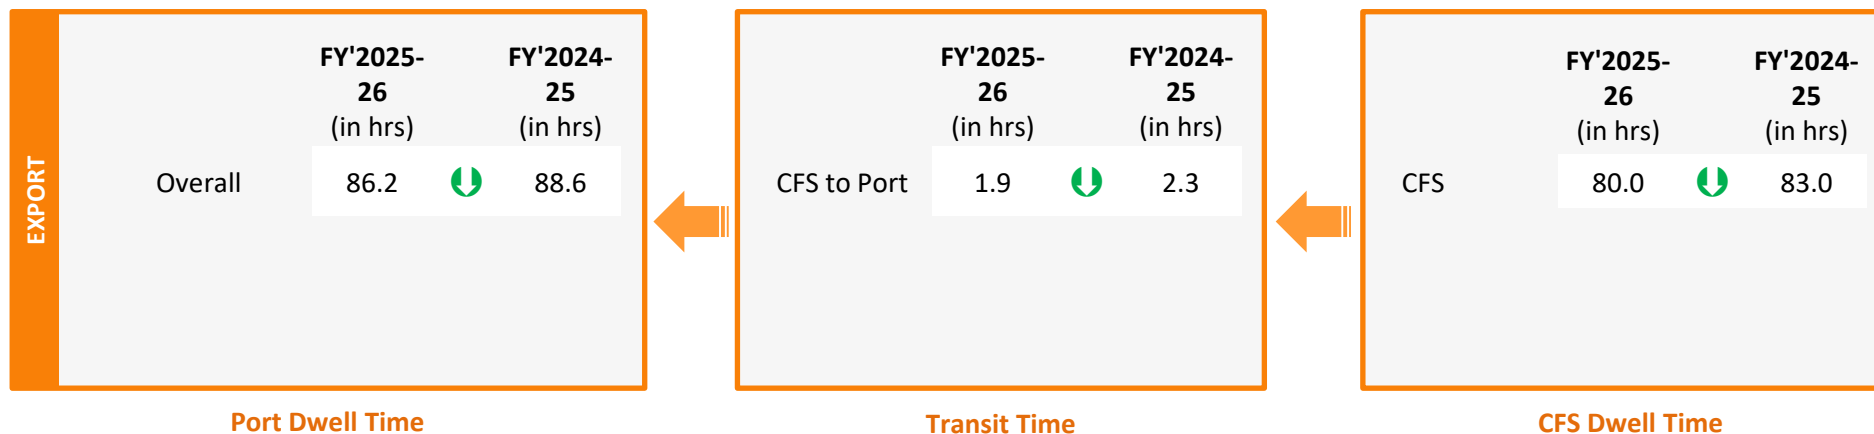 EXPORT
FY'2025-
26
(in hrs)
FY'2024-
25
(in hrs)
Overall 86.2 88.6
Port Dwell Time
FY'2025-
26
(in hrs)
FY'2024-
25
(in hrs)
CFS to Port 1.9 2.3
Transit Time
FY'2025-
26
(in hrs)
FY'2024-
25
(in hrs)
CFS 80.0 83.0
CFS Dwell Time